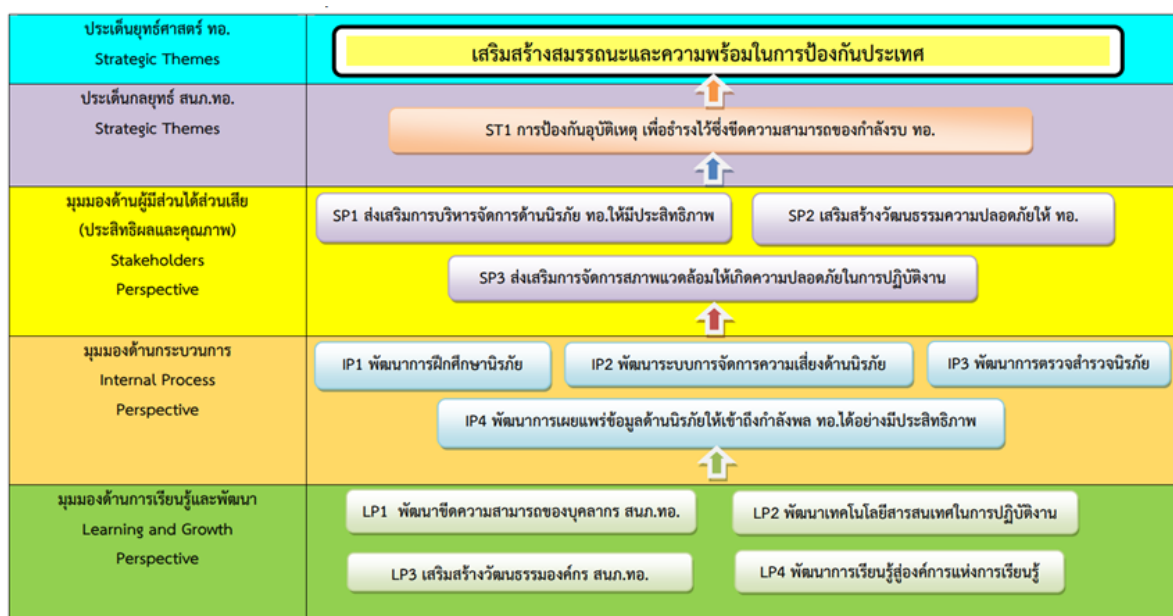 ประเด็นยุทธ์ศาสตร์ ทอ.
Strategic Themes
เสริมสร้างสมรรถนะและความพร้อมในการป้องกันประเทศ
ประเด็นกลยุทธ์ สนภ.ทอ.
Strategic Themes
ST1 การป้องกันอุบัติเหตุ เพื่อธำรงไว้ซึ่งขีดความสามารถของกำลังรบ ทอ.
มุมมองด้านผู้มีส่วนได้ส่วนเสีย
(ประสิทธิผลและคุณภาพ)
Stakeholders
Perspective
SP1 ส่งเสริมการบริหารจัดการด้านนิรภัย ทอ.ให้มีประสิทธิภาพ
SP2 เสริมสร้างวัฒนธรรมความปลอดภัยให้ ทอ.
SP3 ส่งเสริมการจัดการสภาพแวดล้อมให้เกิดความปลอดภัยในการปฏิบัติงาน
มุมมองด้านกระบวนการ
Internal Process
Perspective
IP1 พัฒนาการฝึกศึกษานิรภัย
IP2 พัฒนาระบบการจัดการความเสี่ยงด้านนิรภัย
IP3 พัฒนาการตรวจสำรวจนิรภัย
IP4 พัฒนาการเผยแพร่ข้อมูลด้านนิรภัยให้เข้าถึงกำลังพล ทอ.ได้อย่างมีประสิทธิภาพ
มุมมองด้านการเรียนรู้และพัฒนา
Learning and Growth
Perspective
LP1 พัฒนาขีดความสามารถของบุคลากร สนภ.ทอ.
LP2 พัฒนาเทคโนโลยีสารสนเทศในการปฏิบัติงาน
LP3 เสริมสร้างวัฒนธรรมองค์กร สนภ.ทอ.
LP4 พัฒนาการเรียนรู้สู่องค์การแห่งการเรียนรู้